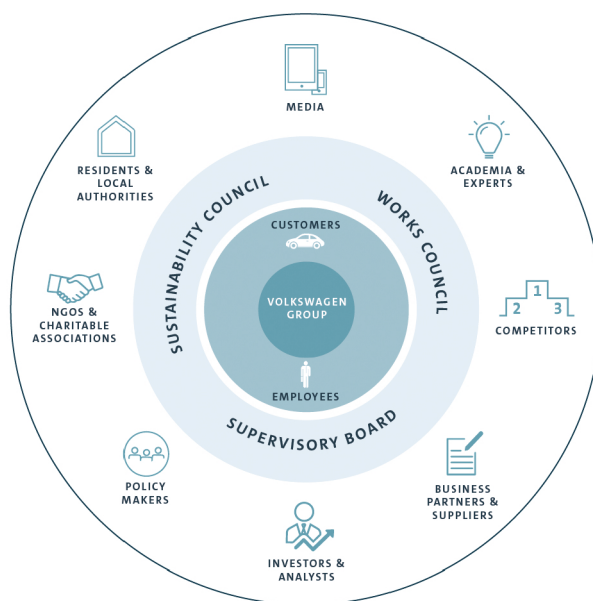 MEDIA
RESIDENTS &
LOCAL
AUTHORITIES
ACADEMIA
& EXPERTS
SUSTAINABILITY COUNCIL
WORKS COUNCIL
CUSTOMERS
VOLKSWAGEN
GROUP
EMPLOYEES
SUPERVISORY BOARD
NGOS &
CHARITABLE
ASSOCIATIONS
1
2
3
COMPETITORS
POLICY
MAKERS
BUSINESS
PARTNERS &
SUPPLIERS
INVESTORS &
ANALYSTS